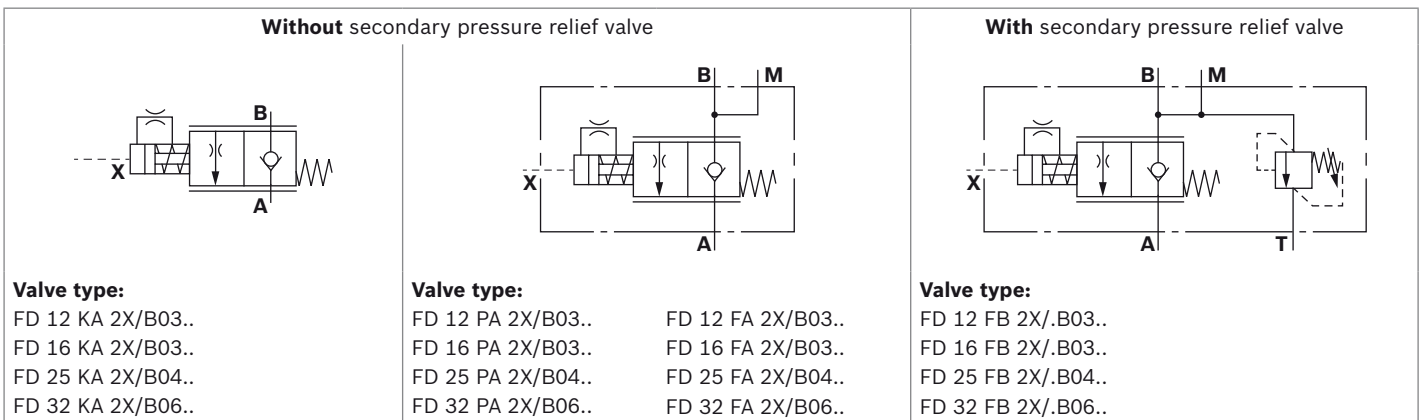 Without secondary pressure relief valve
With secondary pressure relief valve
B
X
A
B M
X
A
B M
X
A T
Valve type:
FD 12 KA 2X/B03..
FD 16 KA 2X/B03..
FD 25 KA 2X/B04..
FD 32 KA 2X/B06..
Valve type:
FD 12 PA 2X/B03.. FD 12 FA 2X/B03..
FD 16 PA 2X/B03.. FD 16 FA 2X/B03..
FD 25 PA 2X/B04.. FD 25 FA 2X/B04..
FD 32 PA 2X/B06.. FD 32 FA 2X/B06..
Valve type:
FD 12 FB 2X/.B03..
FD 16 FB 2X/.B03..
FD 25 FB 2X/.B04..
FD 32 FB 2X/.B06..